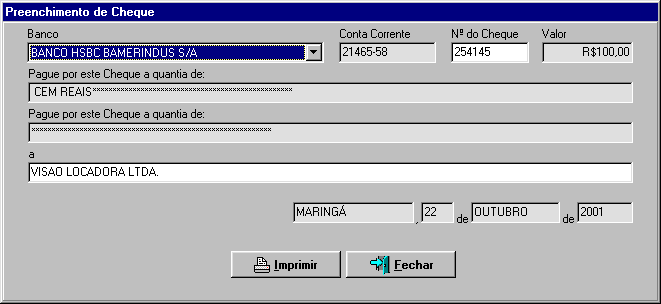 Preenchimento de Cheque
Banco Conta Corrente Nº do Cheque Valor
BANCO HSBC BAMERINDUS S/A 21465-58 254145 R$100,00
Pague por este Cheque a quantia de:
CEM REAIS**************************************************
Pague por este Cheque a quantia de:
************************************************************
a
VISAO LOCADORA LTDA.
MARINGÁ , 22 de OUTUBRO de 2001
Imprimir Fechar